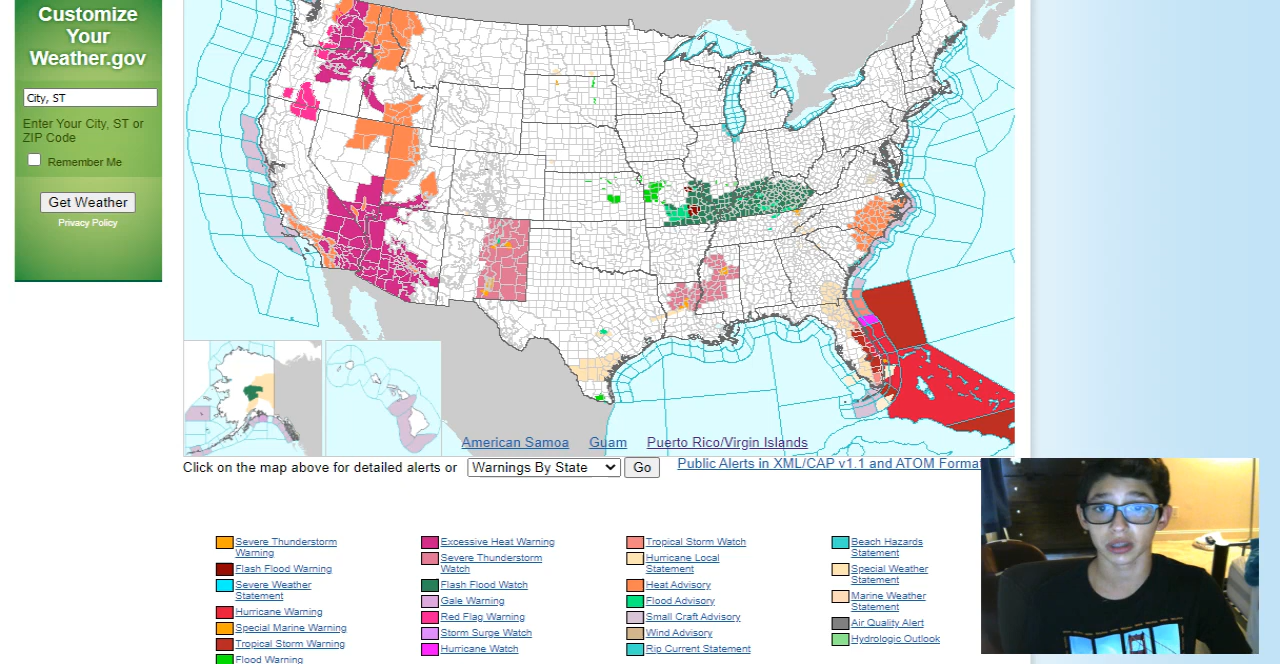 Customize
Your
Weather.gov
City, ST
Enter Your City, ST or
ZIP Code
Remember Me
Get Weather
Privacy Policy
American Samoa Guam Puerto Rico/Virgin Islands
Click on the map above for detailed alerts or Warnings By State Go Public Alerts in XML/CAP v1.1 and ATOM Format
Severe Thunderstorm
Warning
Flash Flood Warning
Severe Weather
Statement
Hurricane Warning
Special Marine Warning
Tropical Storm Warning
Flood Warning
Excessive Heat Warning
Severe Thunderstorm
Watch
Flash Flood Watch
Gale Warning
Red Flag Warning
Storm Surge Watch
Hurricane Watch
Tropical Storm Watch
Hurricane Local
Statement
Heat Advisory
Flood Advisory
Small Craft Advisory
Wind Advisory
Rip Current Statement
Beach Hazards
Statement
Special Weather
Statement
Marine Weather
Statement
Air Quality Alert
Hydrologic Outlook